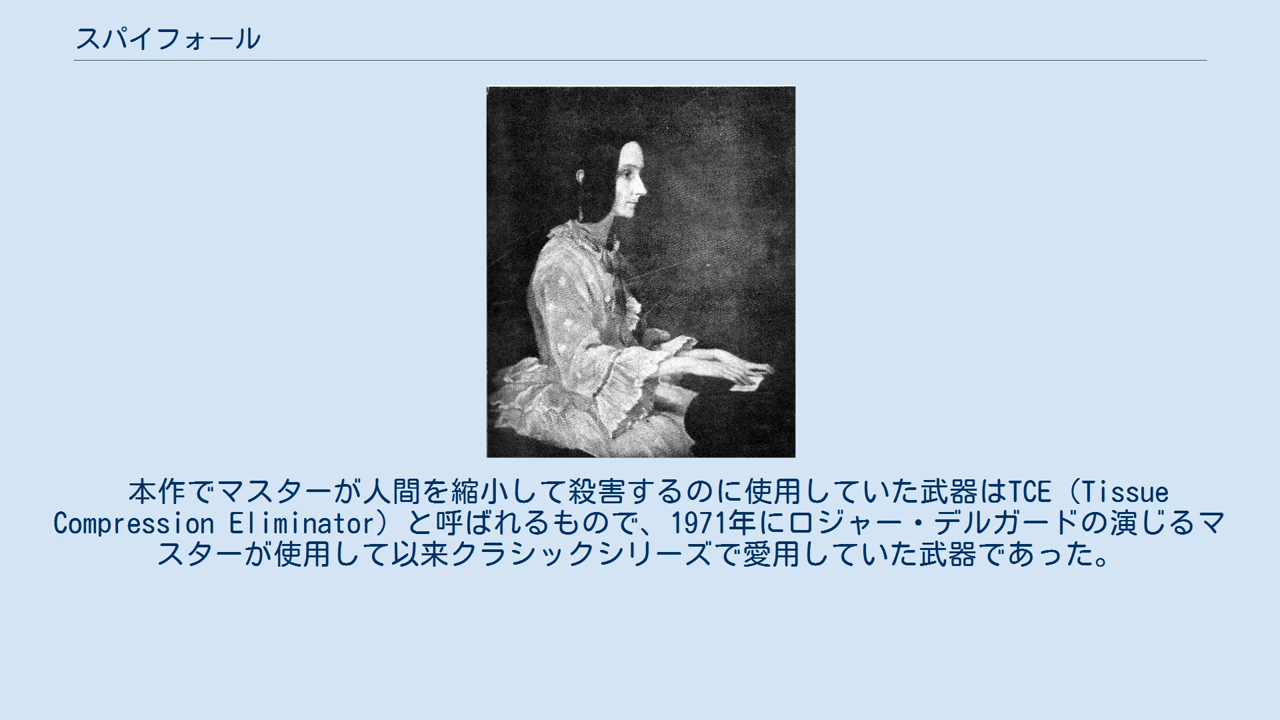 スパイフォール
本作でマスターが人間を縮小して殺害するのに使用していた武器はTCE（Tissue
Compression Eliminator）と呼ばれるもので、1971年にロジャー・デルガードの演じるマ
スターが使用して以来クラシックシリーズで愛用していた武器であった。